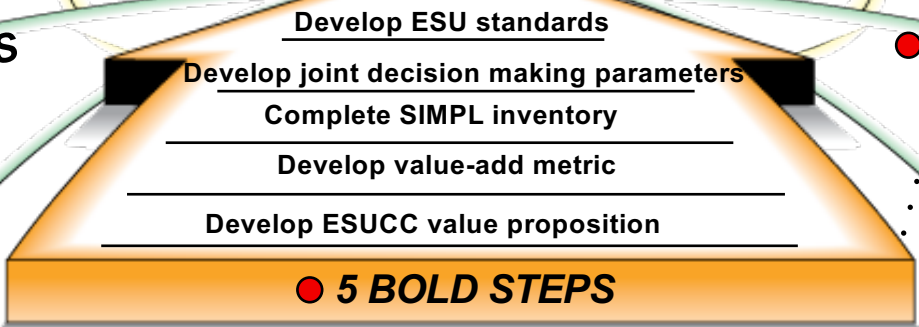 Develop ESU standards
S
Develop joint decision making parameters
Complete SIMPL inventory
Develop value-add metric
Develop ESUCC value proposition
5 BOLD STEPS